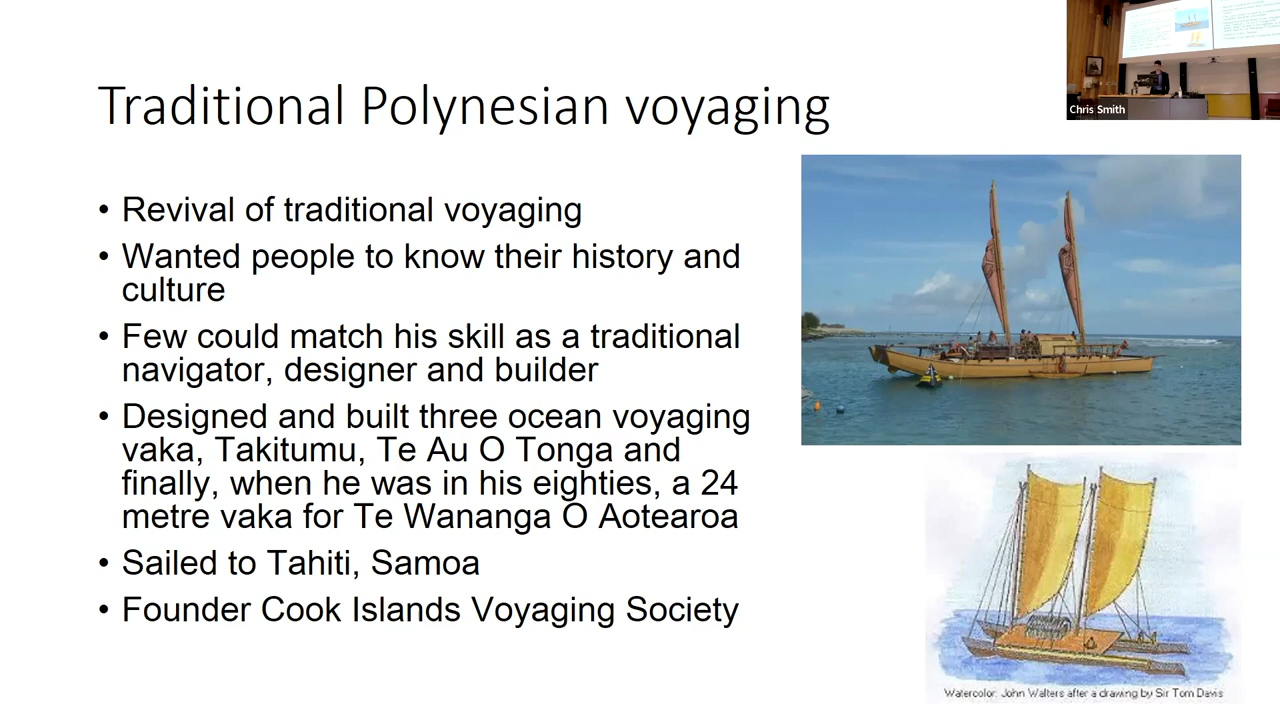 Traditional Polynesian voyaging
• Revival of traditional voyaging
• Wanted people to know their history and
culture
• Few could match his skill as a traditional
navigator, designer and builder
• Designed and built three ocean voyaging
vaka, Takitumu, Te Au O Tonga and
finally, when he was in his eighties, a 24
metre vaka for Te Wananga O Aotearoa
• Sailed to Tahiti, Samoa
• Founder Cook Islands Voyaging Society
Chris Smith
Watercolor: John Walters after a drawing by Sir Tom Davis